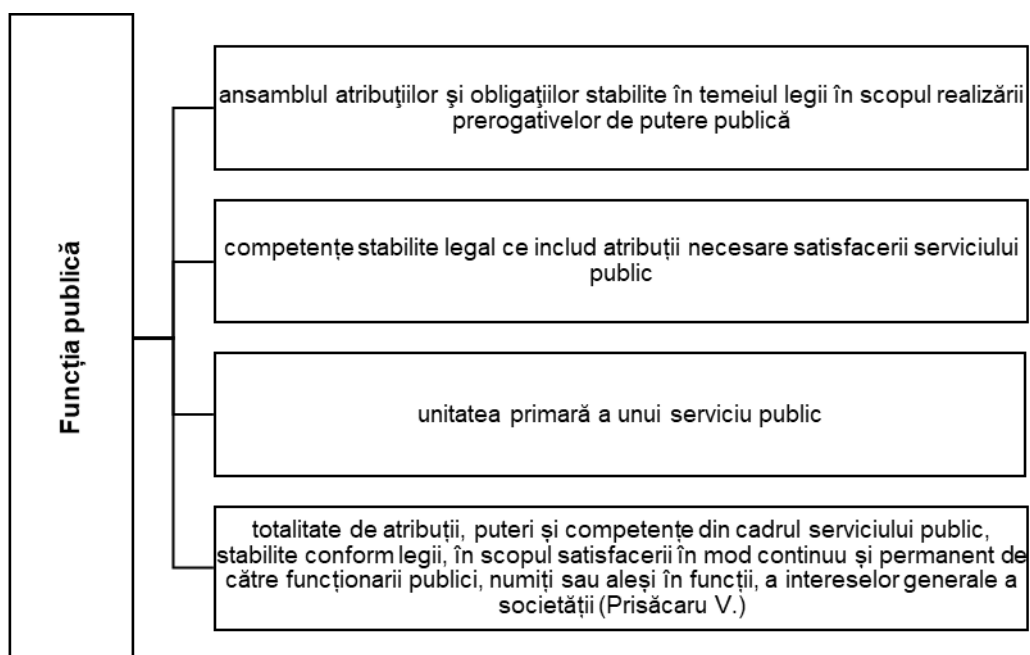 Funcția publică
ansamblul atribuţiilor şi obligaţiilor stabilite în temeiul legii în scopul realizării
prerogativelor de putere publică
competențe stabilite legal ce includ atribuții necesare satisfacerii serviciului
public
unitatea primară a unui serviciu public
totalitate de atribuții, puteri și competențe din cadrul serviciului public,
stabilite conform legii, în scopul satisfacerii în mod continuu și permanent de
către funcționarii publici, numiți sau aleși în funcții, a intereselor generale a
societății (Prisăcaru V.)